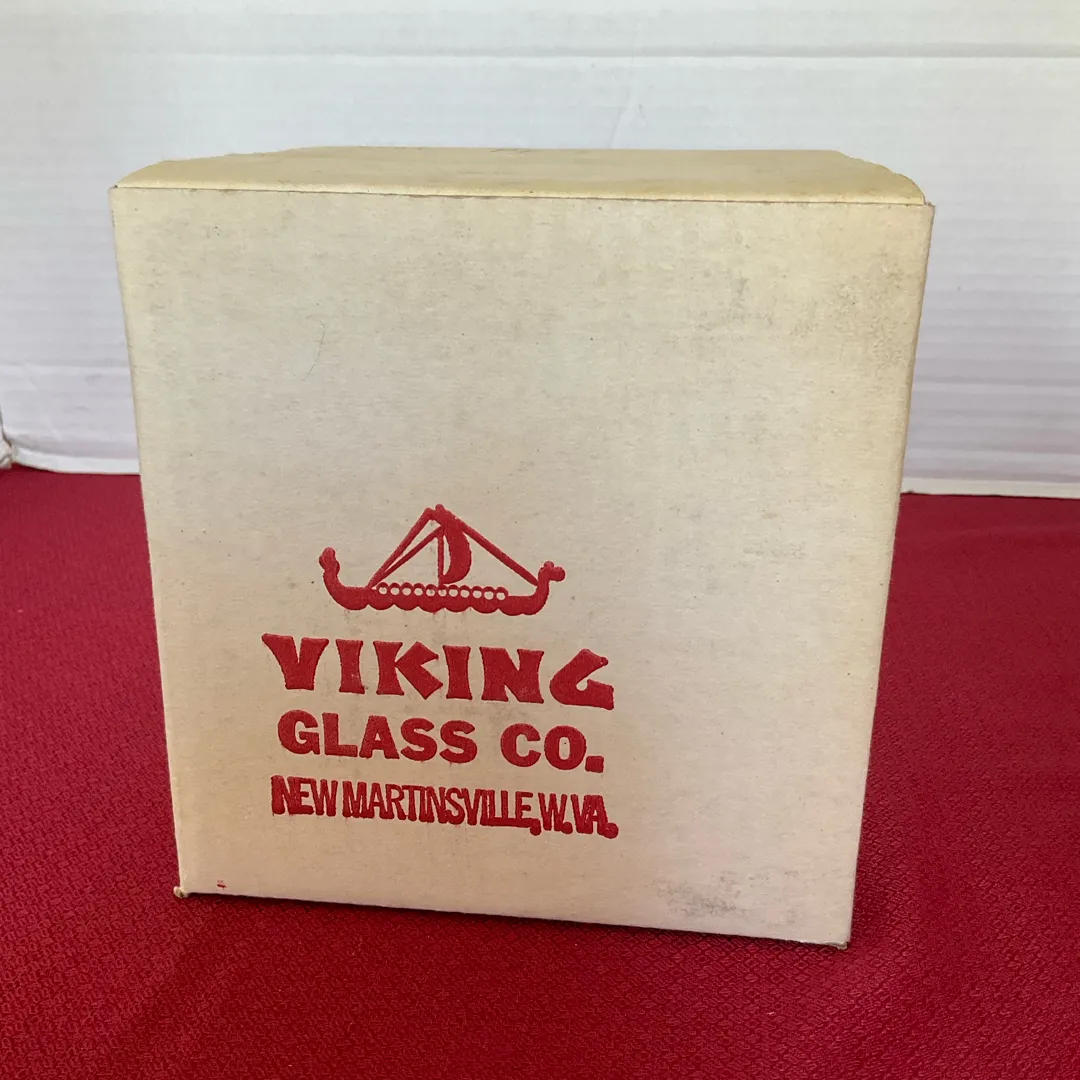 VIKING
GLASS CO.
NEW MARTINSVILLE, W.VA.